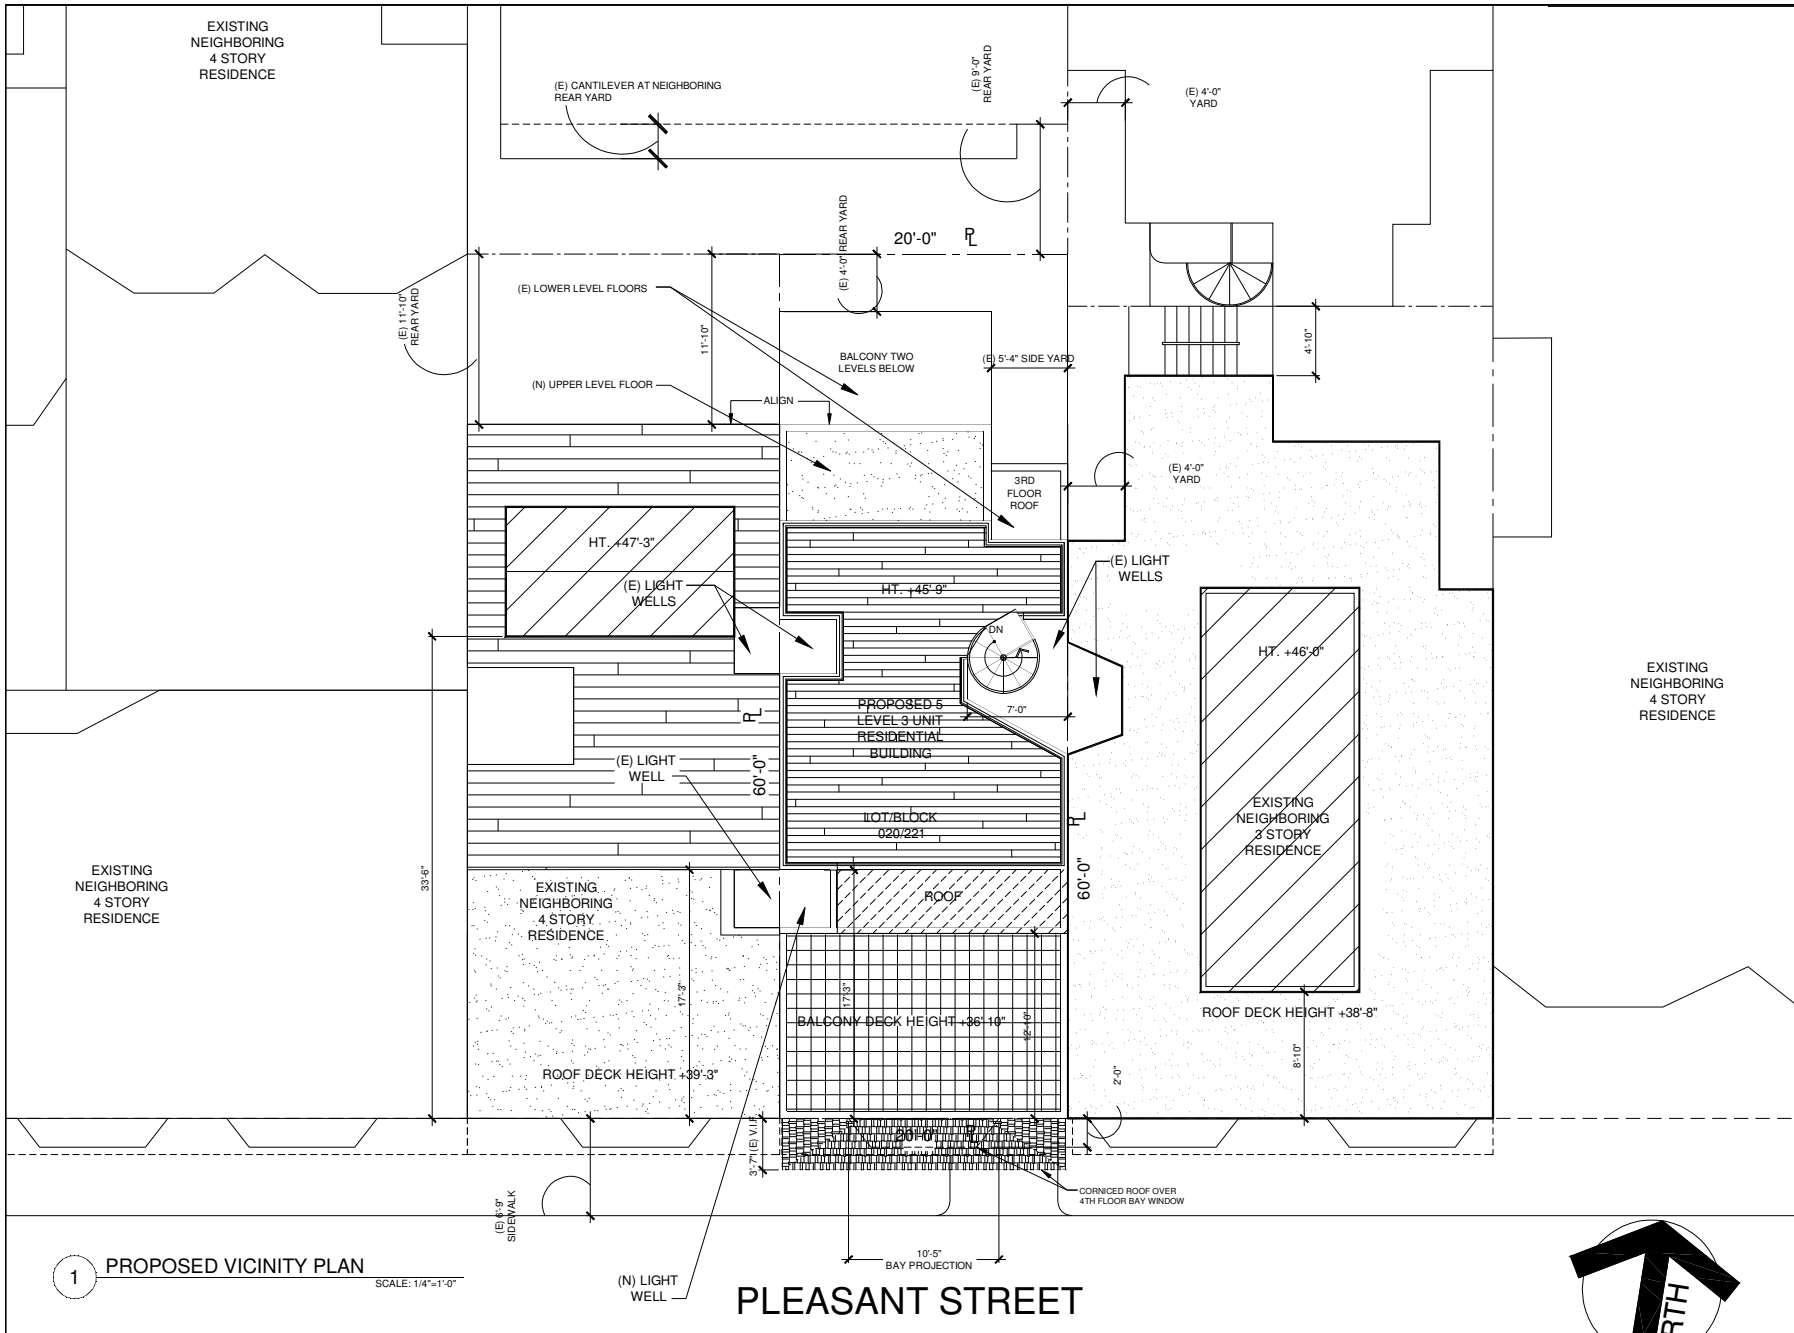 EXISTING
NEIGHBORING
4 STORY
RESIDENCE
(E) CANTILEVER AT NEIGHBORING
REAR YARD
(E) 9'-0"
REAR YARD
(E) 4'-0"
YARD
(E) 4'-0" REAR YARD
20'-0"
PL
(E) LOWER LEVEL FLOORS
(E) 11'-10"
REAR YARD
11'-10"
4'-10"
BALCONY TWO
LEVELS BELOW
(E) 5'-4" SIDE YARD
(N) UPPER LEVEL FLOOR
ALIGN
3RD
FLOOR
ROOF
(E) 4'-0"
YARD
HT. +47'-3"
(E) LIGHT
WELLS
HT. +45'-9"
(E) LIGHT
WELLS
DN
HT. +46'-0"
EXISTING
NEIGHBORING
4 STORY
RESIDENCE
PROPOSED 5
LEVEL 3 UNIT
RESIDENTIAL
BUILDING
7'-0"
PL
60'-0"
(E) LIGHT
WELL
LOT/BLOCK
020/221
PL
60'-0"
EXISTING
NEIGHBORING
3 STORY
RESIDENCE
33'-6"
EXISTING
NEIGHBORING
4 STORY
RESIDENCE
EXISTING
NEIGHBORING
4 STORY
RESIDENCE
ROOF
17'-3"
17'-3"
12'-10"
BALCONY DECK HEIGHT +36'-10"
ROOF DECK HEIGHT +38'-8"
8'-10"
ROOF DECK HEIGHT +39'-3"
2'-0"
3'-7" (E) V.I.F.
20'-0"
PL
CORNICED ROOF OVER
4TH FLOOR BAY WINDOW
(E) 6'-9"
SIDEWALK
10'-5"
BAY PROJECTION
1
PROPOSED VICINITY PLAN
SCALE: 1/4"=1'-0"
(N) LIGHT
WELL
PLEASANT STREET
RTH